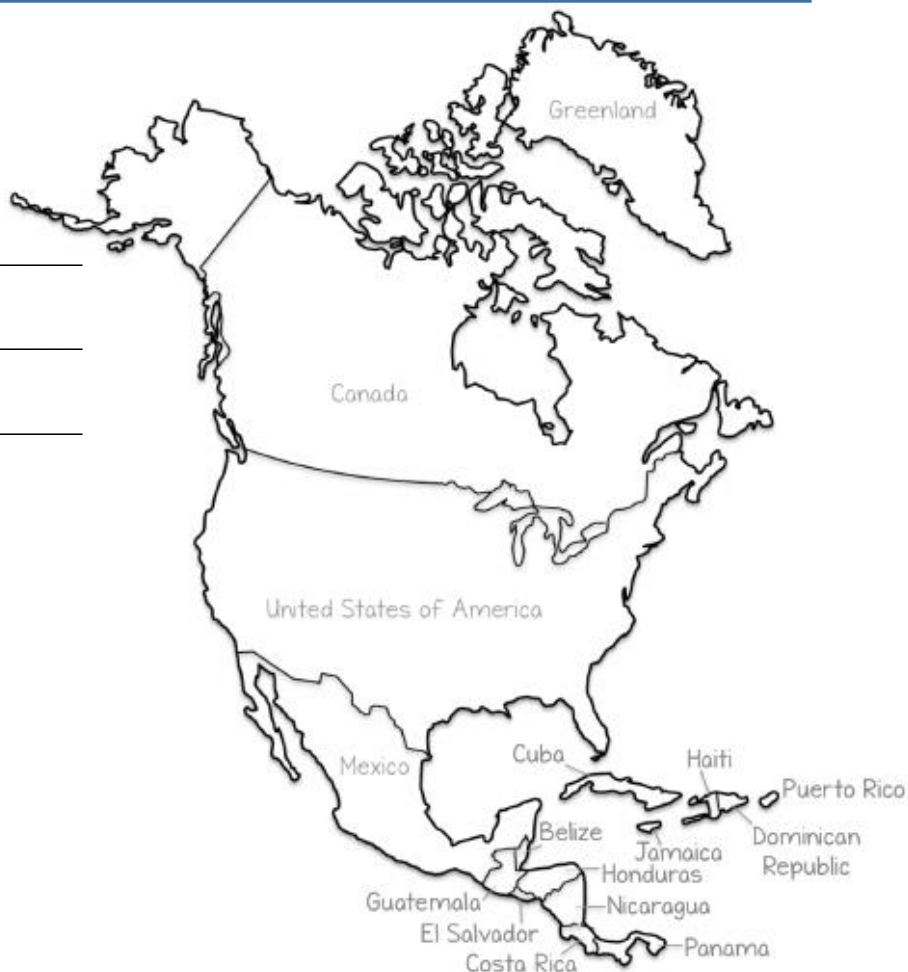 Greenland
Canada
United States of America
Mexico
Cuba
Haiti
Puerto Rico
Dominican
Republic
Jamaica
Belize
Honduras
Guatemala
Nicaragua
El Salvador
Costa Rica
Panama